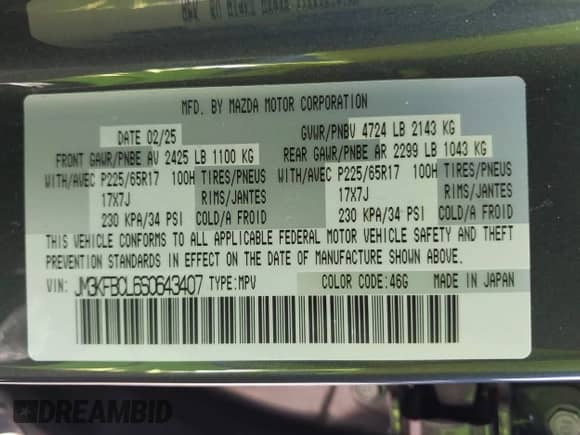 MFD. BY MAZDA MOTOR CORPORATION
DATE 02/25 GVWR/PNBV 4724 LB 2143 KG
FRONT GAWR/PNBE AV 2425 LB 1100 KG REAR GAWR/PNBE AR 2299 LB 1043 KG
WITH/AVEC P225/65R17 100H TIRES/PNEUS WITH/AVEC P225/65R17 100H TIRES/PNEUS
17X7J RIMS/JANTES 17X7J RIMS/JANTES
230 KPA/34 PSI COLD/A FROID 230 KPA/34 PSI COLD/A FROID
THIS VEHICLE CONFORMS TO ALL APPLICABLE FEDERAL MOTOR VEHICLE SAFETY AND THEFT
PREVENTION STANDARDS IN EFFECT ON THE DATE OF MANUFACTURE SHOWN ABOVE.
VIN: JM3KFBCL6S0643407 TYPE:MPV COLOR CODE:46G MADE IN JAPAN
DREAMBID